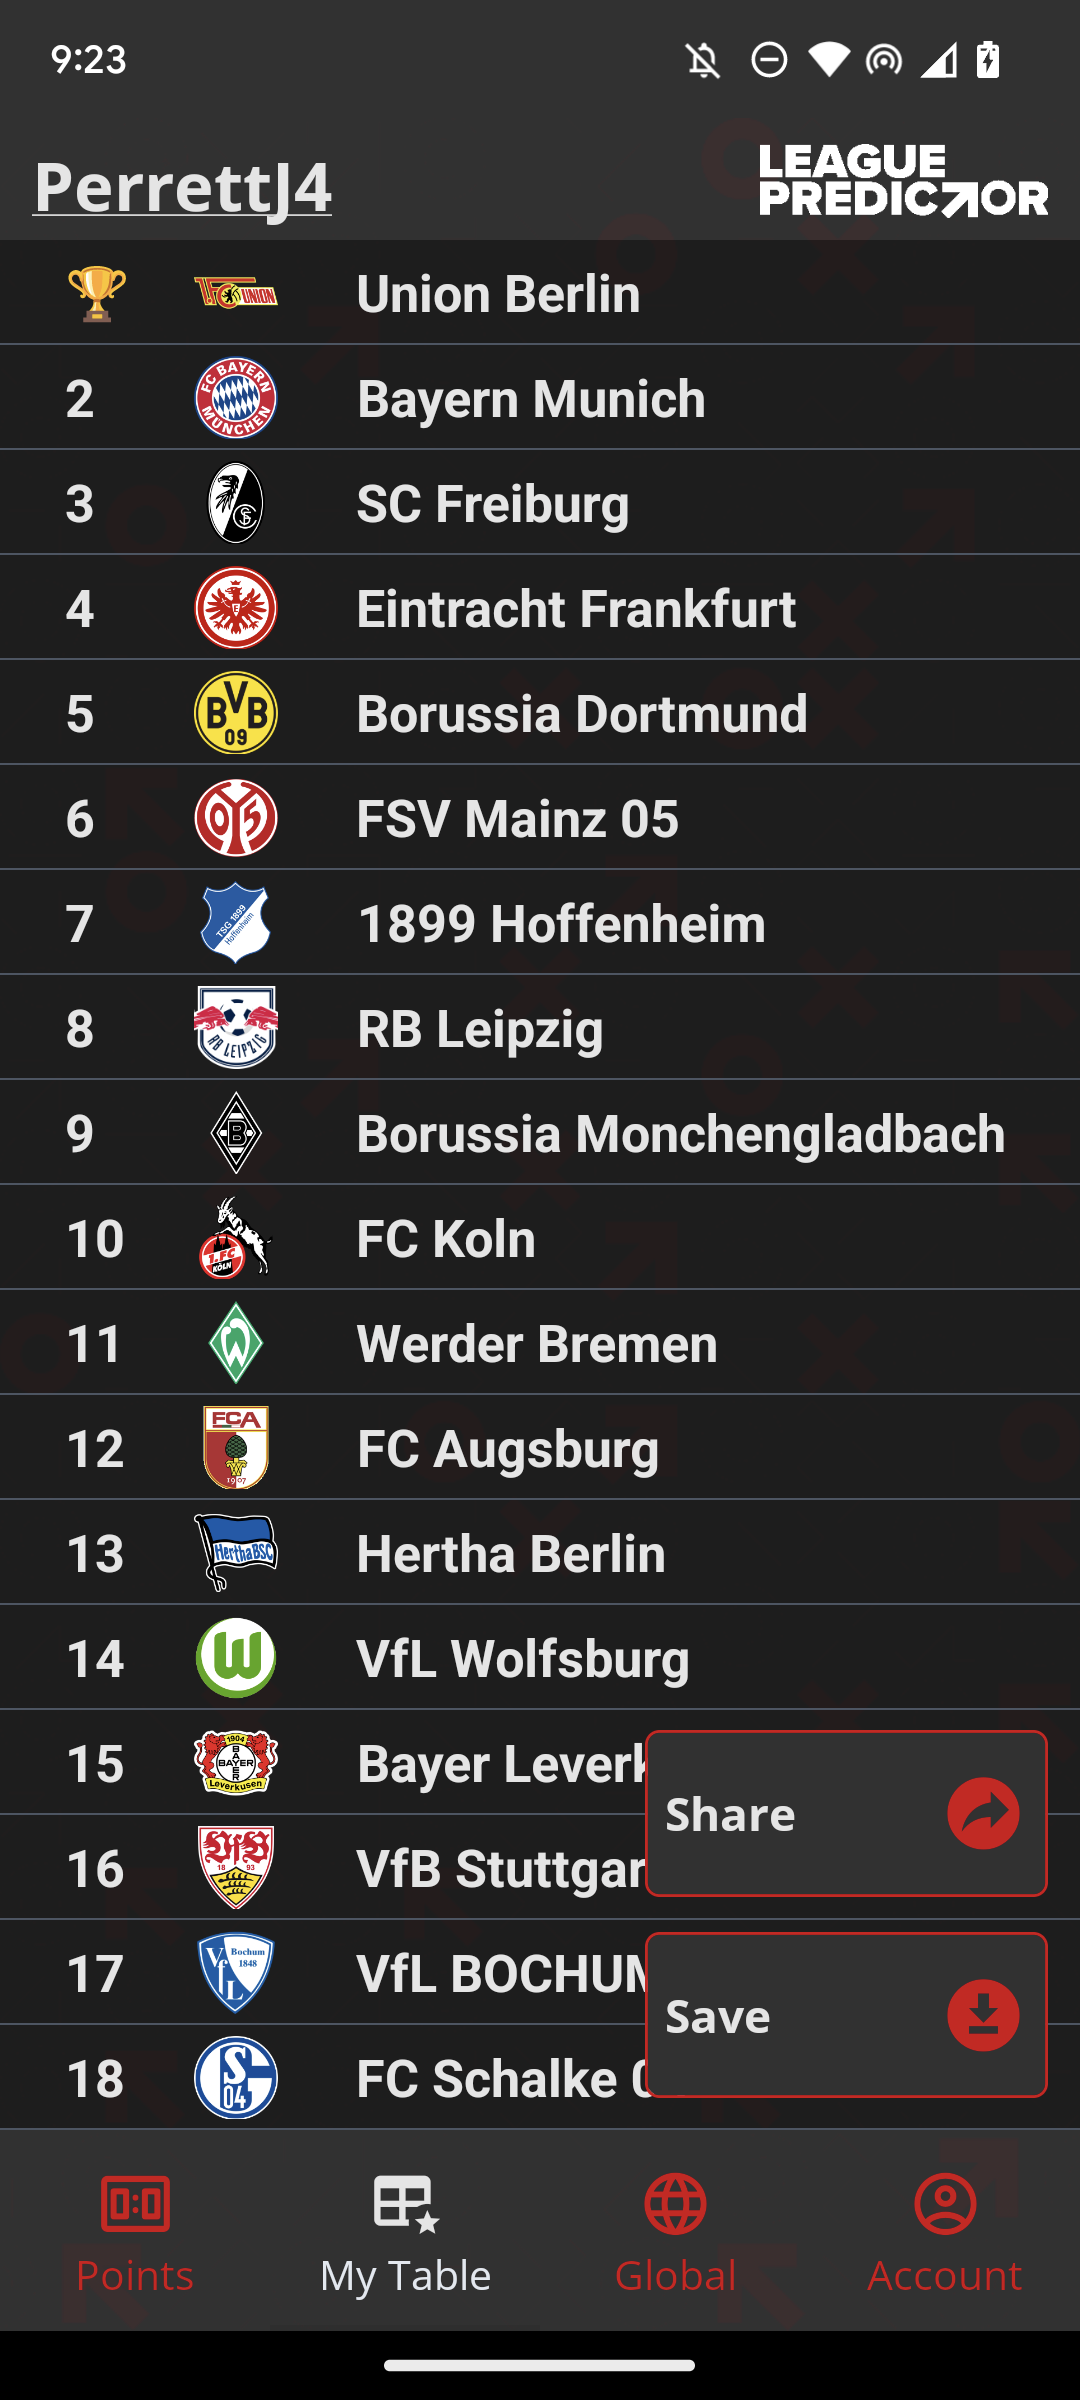 9:23
PerrettJ4
LEAGUE
PREDICTOR
Union Berlin
2 Bayern Munich
3 SC Freiburg
4 Eintracht Frankfurt
5 Borussia Dortmund
6 FSV Mainz 05
7 1899 Hoffenheim
8 RB Leipzig
9 Borussia Monchengladbach
10 FC Koln
11 Werder Bremen
12 FC Augsburg
13 Hertha Berlin
14 VfL Wolfsburg
15 Bayer Leverk
16 VfB Stuttgar
17 VfL BOCHUM
18 FC Schalke 0
Share
Save
Points
My Table
Global
Account